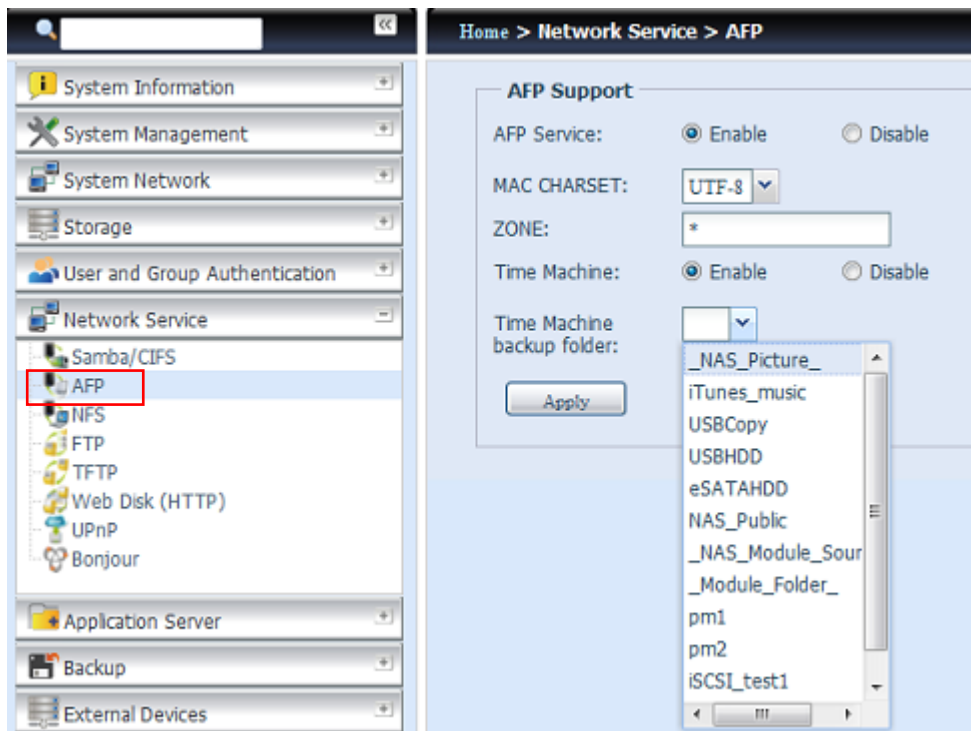 System Information
System Management
System Network
Storage
User and Group Authentication
Network Service
Samba/CIFS
AFP
NFS
FTP
TFTP
Web Disk (HTTP)
UPnP
Bonjour
Application Server
Backup
External Devices
Home > Network Service > AFP
AFP Support
AFP Service: Enable Disable
MAC CHARSET: UTF-8
ZONE: *
Time Machine: Enable Disable
Time Machine
backup folder:
_NAS_Picture_
iTunes_music
USBCopy
USBHDD
eSATAHDD
NAS_Public
_NAS_Module_Sour
_Module_Folder_
pm1
pm2
iSCSI_test1
Apply